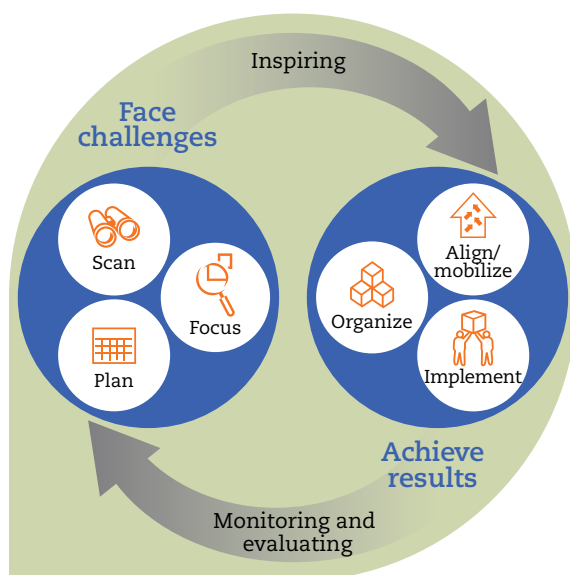 Inspiring
Face
challenges
Scan
Focus
Plan
Align/
mobilize
Organize
Implement
Achieve
results
Monitoring and
evaluating